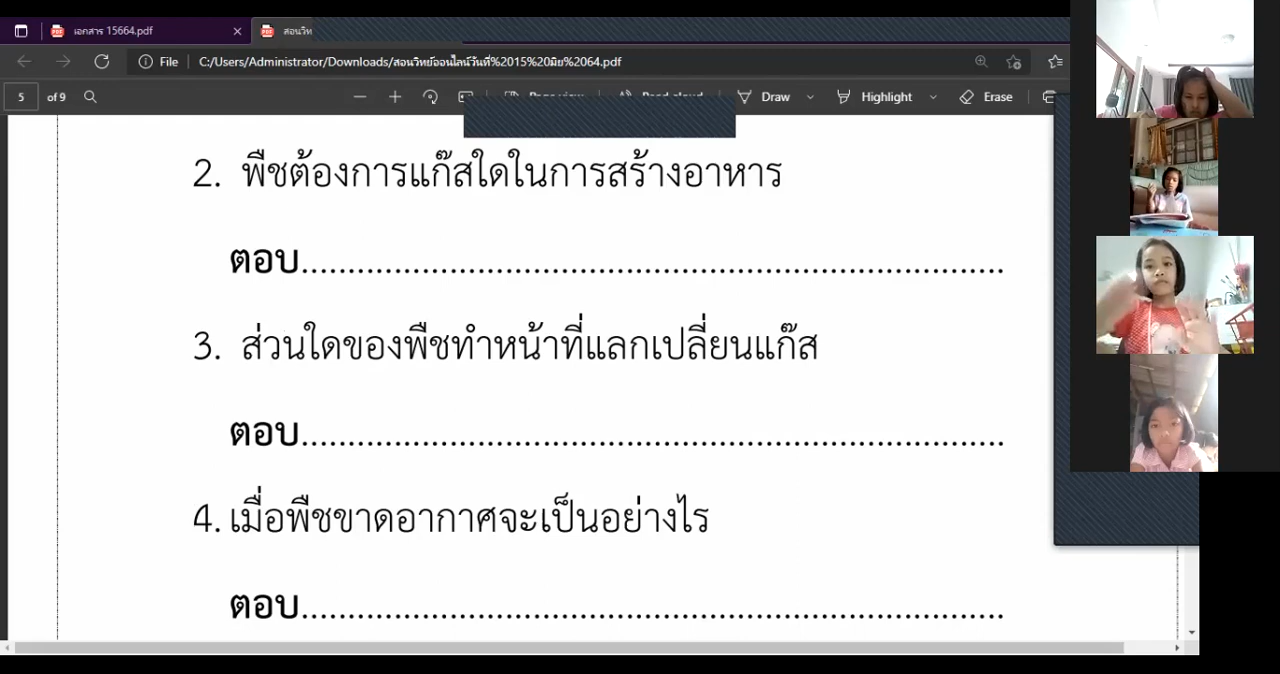 เอกสาร 15664.pdf
สอนวิท
File
C:/Users/Administrator/Downloads/สอนวิทย์ออนไลน์วันที่%2015%20มิย%2064.pdf
5 of 9
Draw
Highlight
Erase
2. พืชต้องการแก๊สใดในการสร้างอาหาร
ตอบ............................................................................
3. ส่วนใดของพืชทำหน้าที่แลกเปลี่ยนแก๊ส
ตอบ............................................................................
4. เมื่อพืชขาดอากาศจะเป็นอย่างไร
ตอบ............................................................................